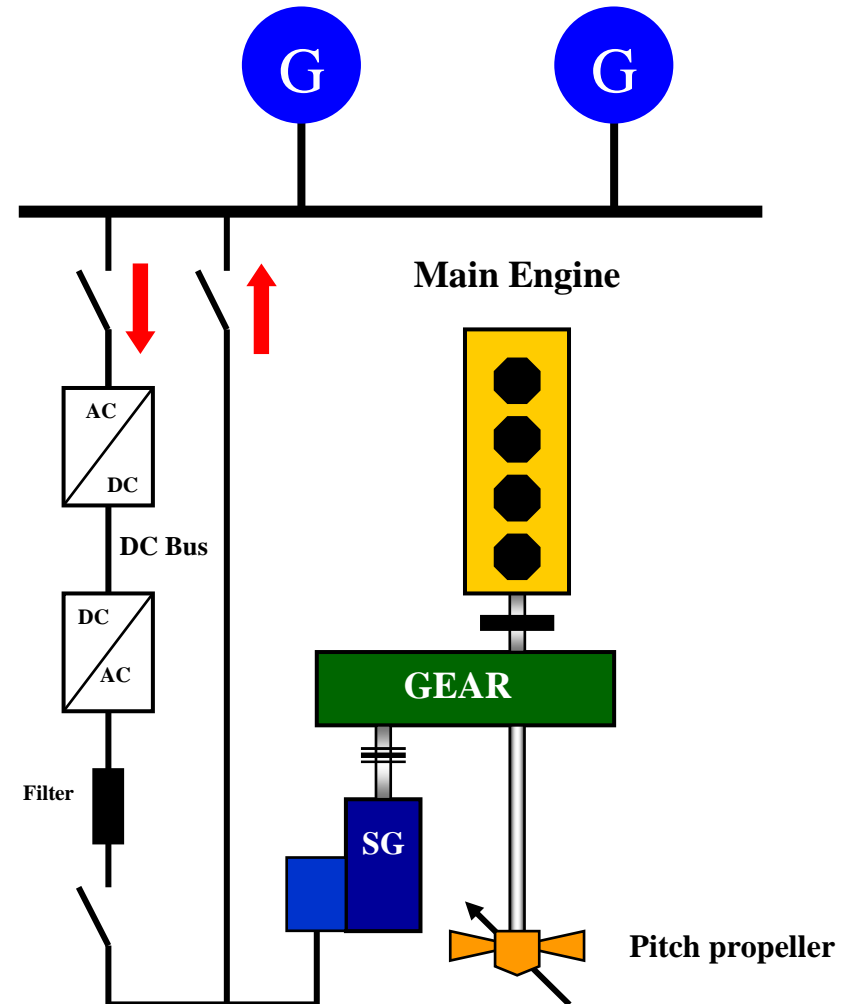 G
G
Main Engine
AC
DC
DC Bus
DC
AC
GEAR
Filter
SG
Pitch propeller